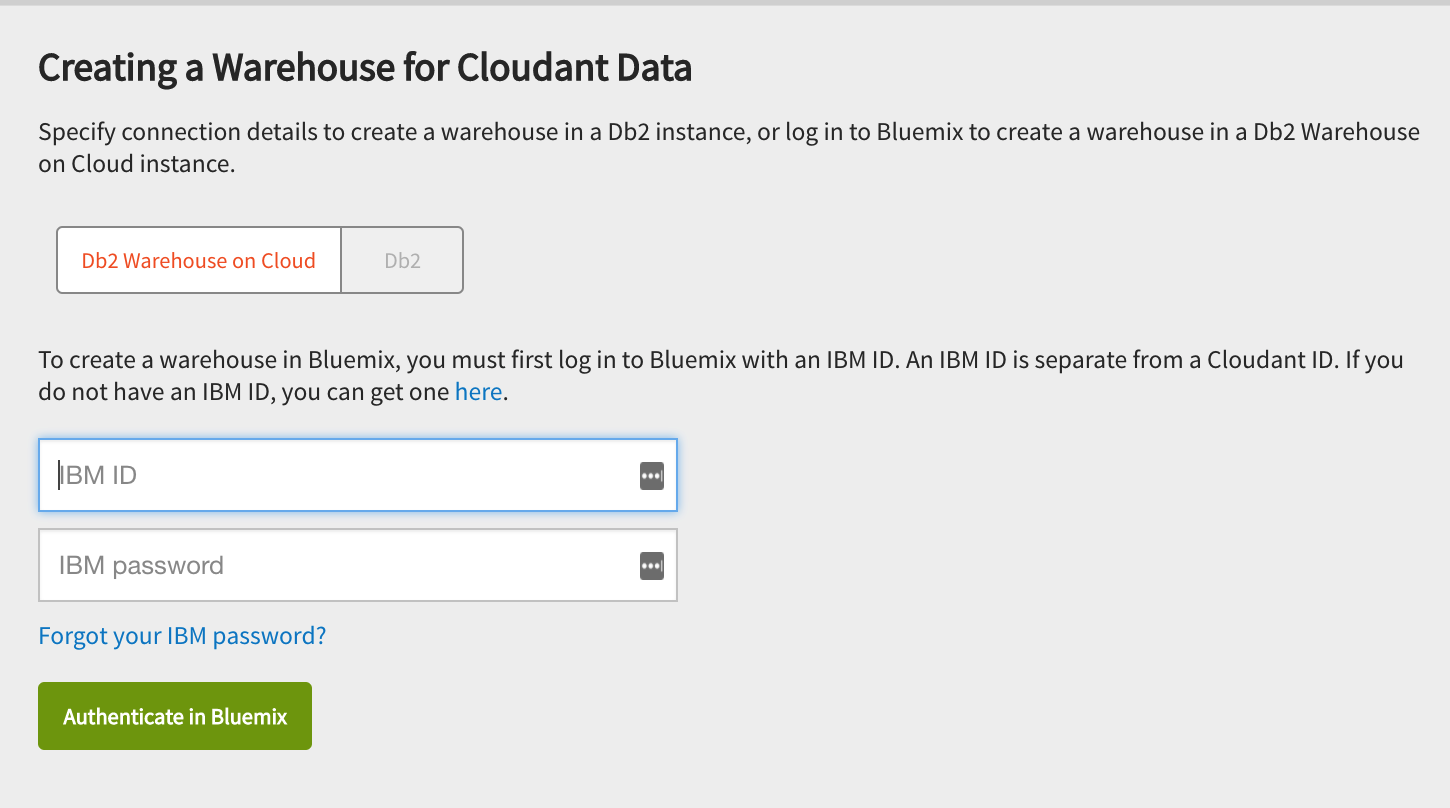 Creating a Warehouse for Cloudant Data
Specify connection details to create a warehouse in a Db2 instance, or log in to Bluemix to create a warehouse in a Db2 Warehouse
on Cloud instance.
Db2 Warehouse on Cloud Db2
To create a warehouse in Bluemix, you must first log in to Bluemix with an IBM ID. An IBM ID is separate from a Cloudant ID. If you
do not have an IBM ID, you can get one here.
IBM ID
IBM password
Forgot your IBM password?
Authenticate in Bluemix